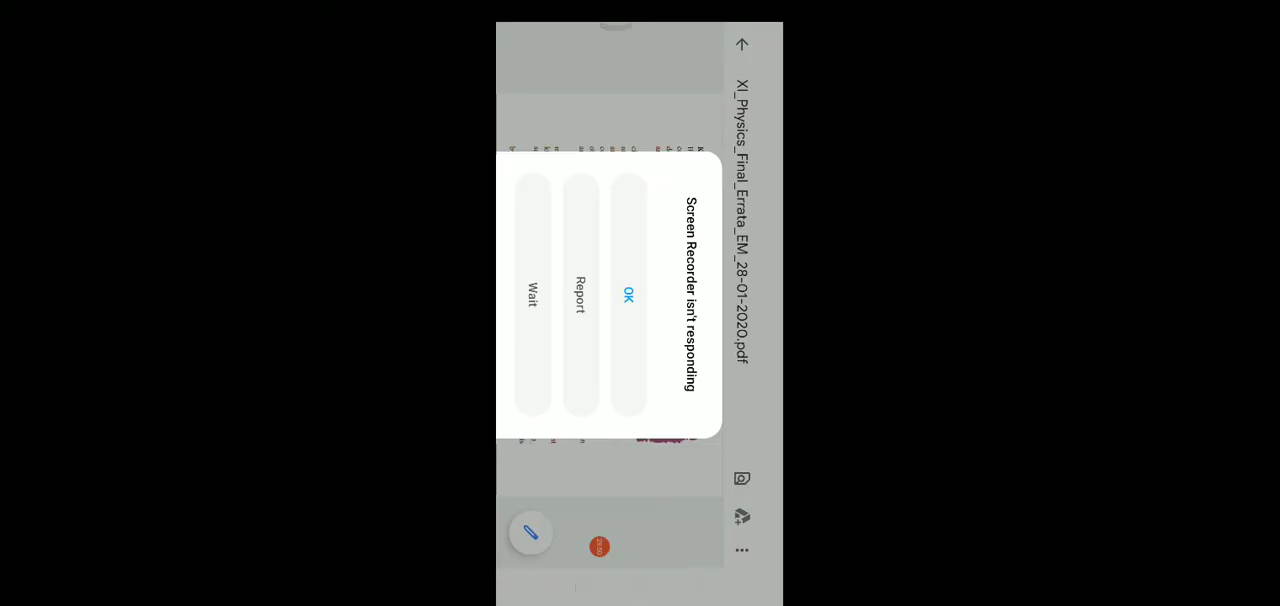 XI_Physics_Final_Errata_EM_28-01-2020.pdf
Screen Recorder isn't responding
OK
Report
Wait